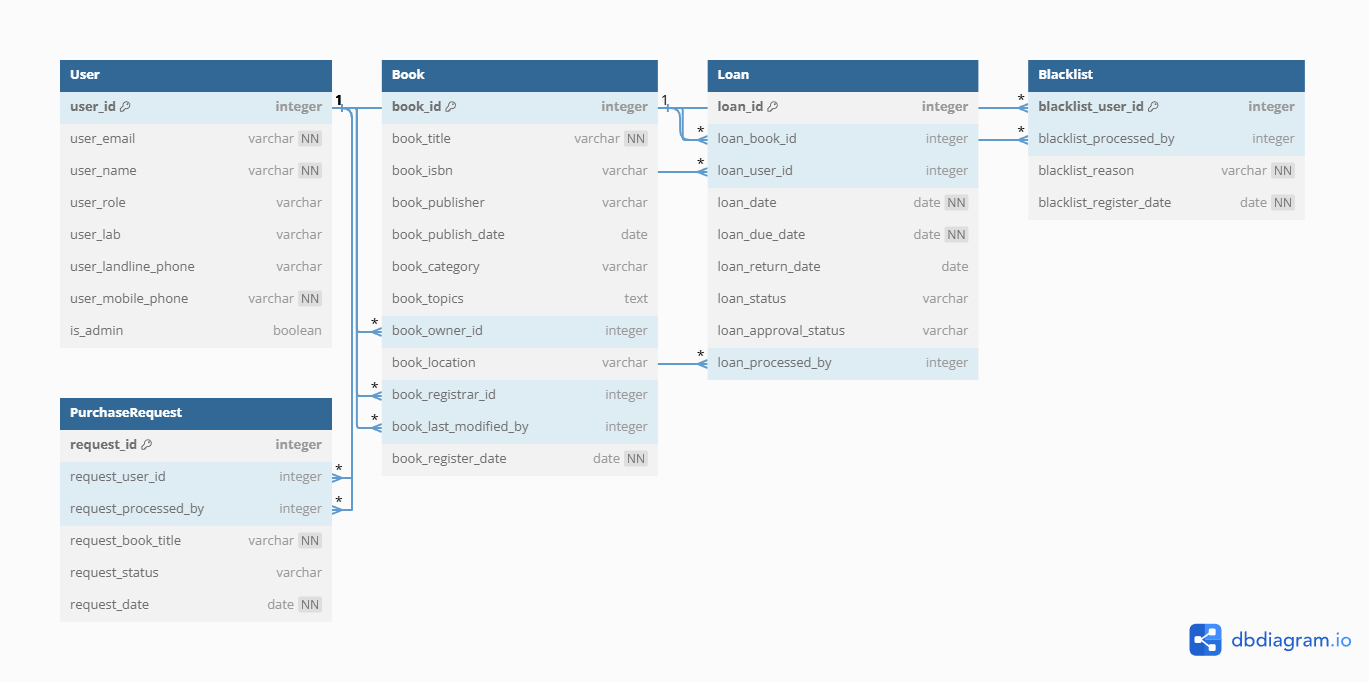 User
user_id integer
user_email varchar NN
user_name varchar NN
user_role varchar
user_lab varchar
user_landline_phone varchar
user_mobile_phone varchar NN
is_admin boolean
1
PurchaseRequest
request_id integer
request_user_id integer *
request_processed_by integer *
request_book_title varchar NN
request_status varchar
request_date date NN
Book
book_id integer 1
book_title varchar NN
book_isbn varchar
book_publisher varchar
book_publish_date date
book_category varchar
book_topics text
* book_owner_id integer
book_location varchar
* book_registrar_id integer
* book_last_modified_by integer
book_register_date date NN
Loan
loan_id integer
* loan_book_id integer
* loan_user_id integer
loan_date date NN
loan_due_date date NN
loan_return_date date
loan_status varchar
loan_approval_status varchar
* loan_processed_by integer
Blacklist
* blacklist_user_id integer
* blacklist_processed_by integer
blacklist_reason varchar NN
blacklist_register_date date NN
dbdiagram.io